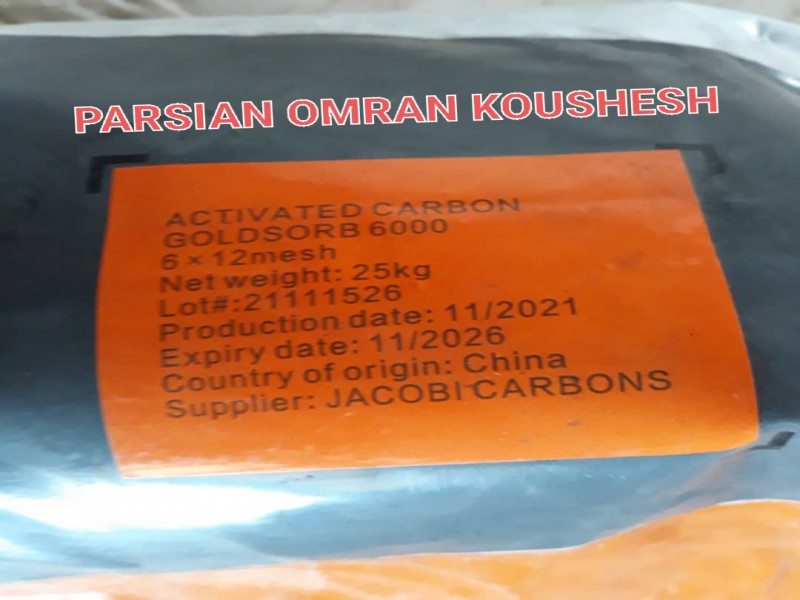 PARSIAN OMRAN KOUSHESH
ACTIVATED CARBON
GOLDSORB 6000
6 × 12mesh
Net weight: 25kg
Lot#:21111526
Production date: 11/2021
Expiry date: 11/2026
Country of origin: China
Supplier: JACOBI CARBONS